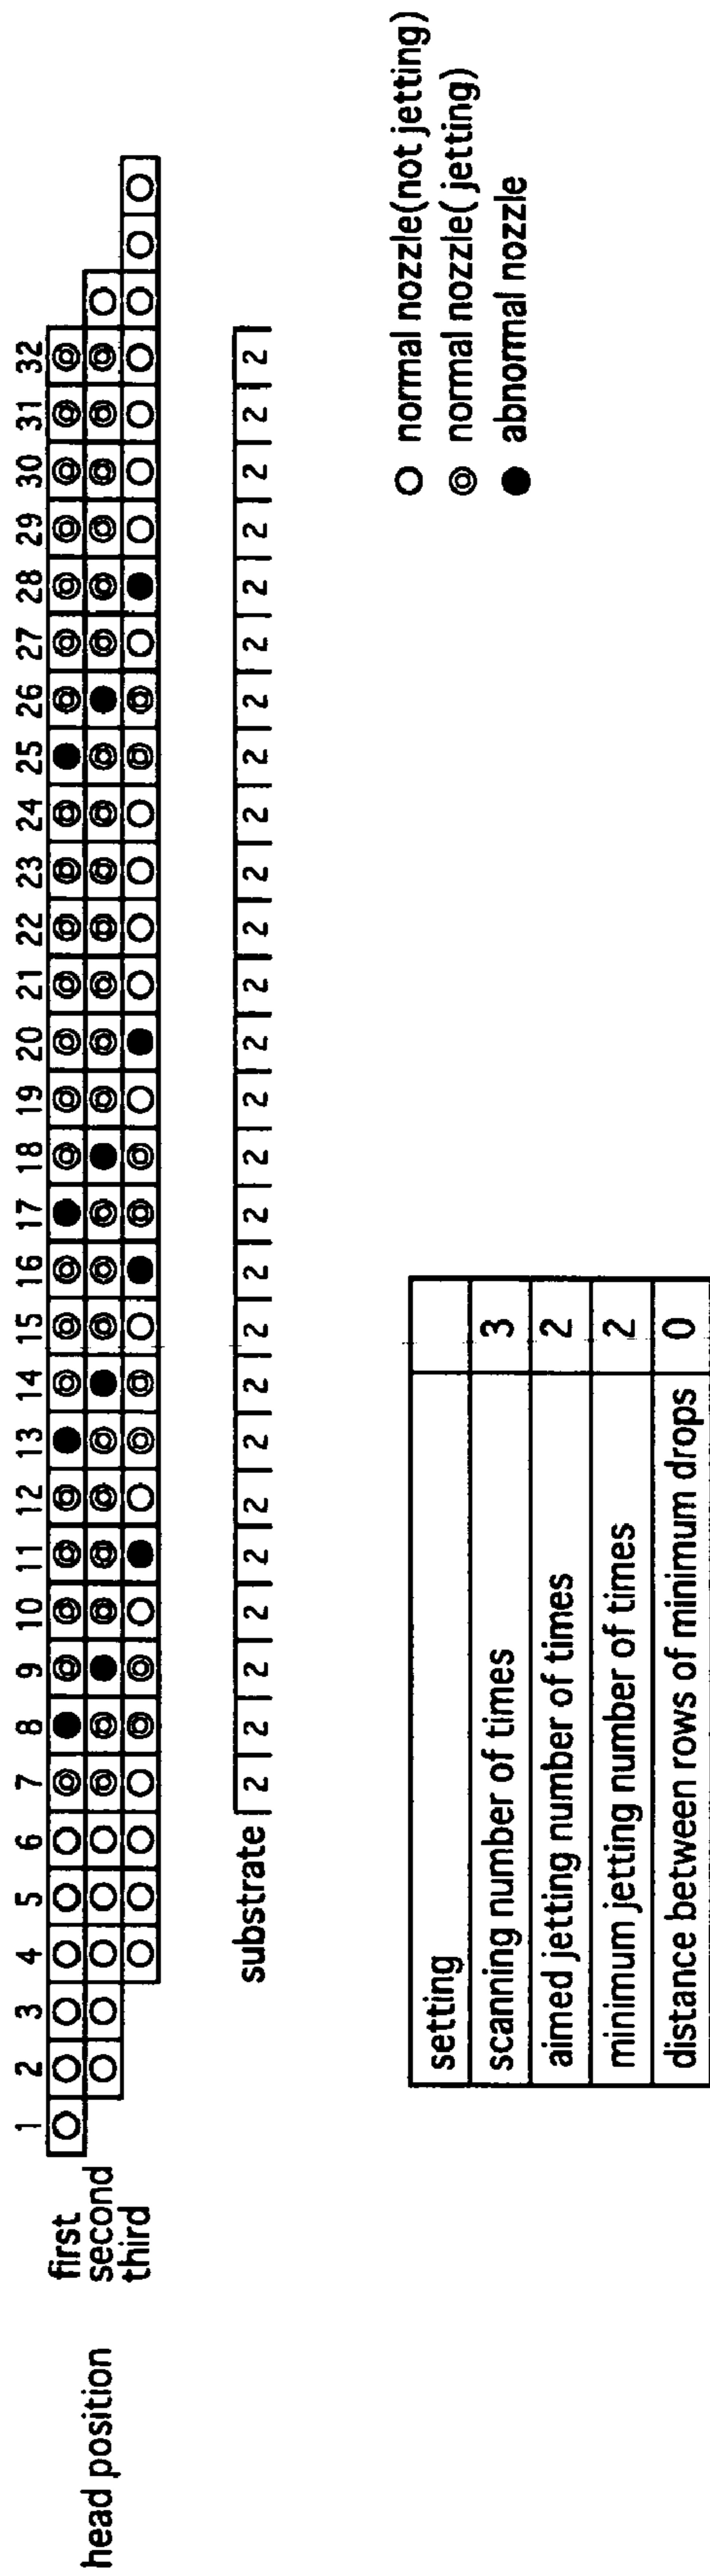 1 2 3 4 5 6 7 8 9 10 11 12 13 14 15 16 17 18 19 20 21 22 23 24 25 26 27 28 29 30 31 32
head position
first
second
third
substrate 2 2 2 2 2 2 2 2 2 2 2 2 2 2 2 2 2 2 2 2 2 2 2 2 2 2
normal nozzle(not jetting)
normal nozzle( jetting)
abnormal nozzle
setting
scanning number of times 3
aimed jetting number of times 2
minimum jetting number of times 2
distance between rows of minimum drops 0